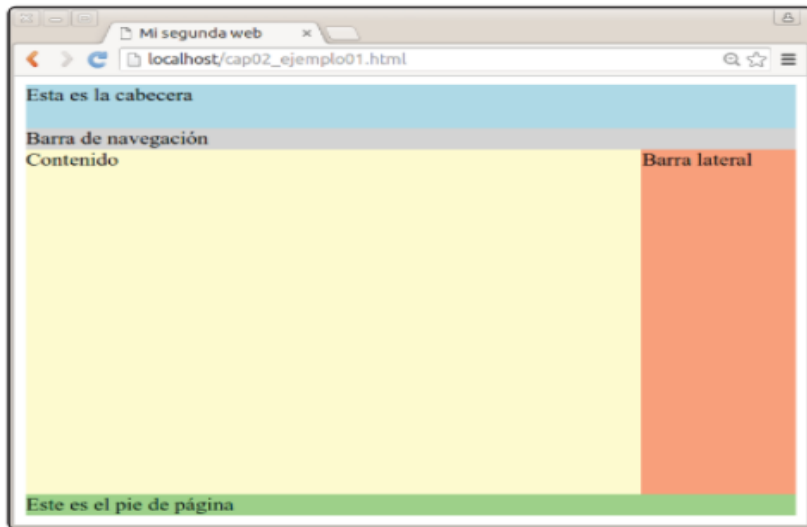 Mi segunda web
localhost/cap02_ejemplo01.html
Esta es la cabecera
Barra de navegación
Contenido
Barra lateral
Este es el pie de página